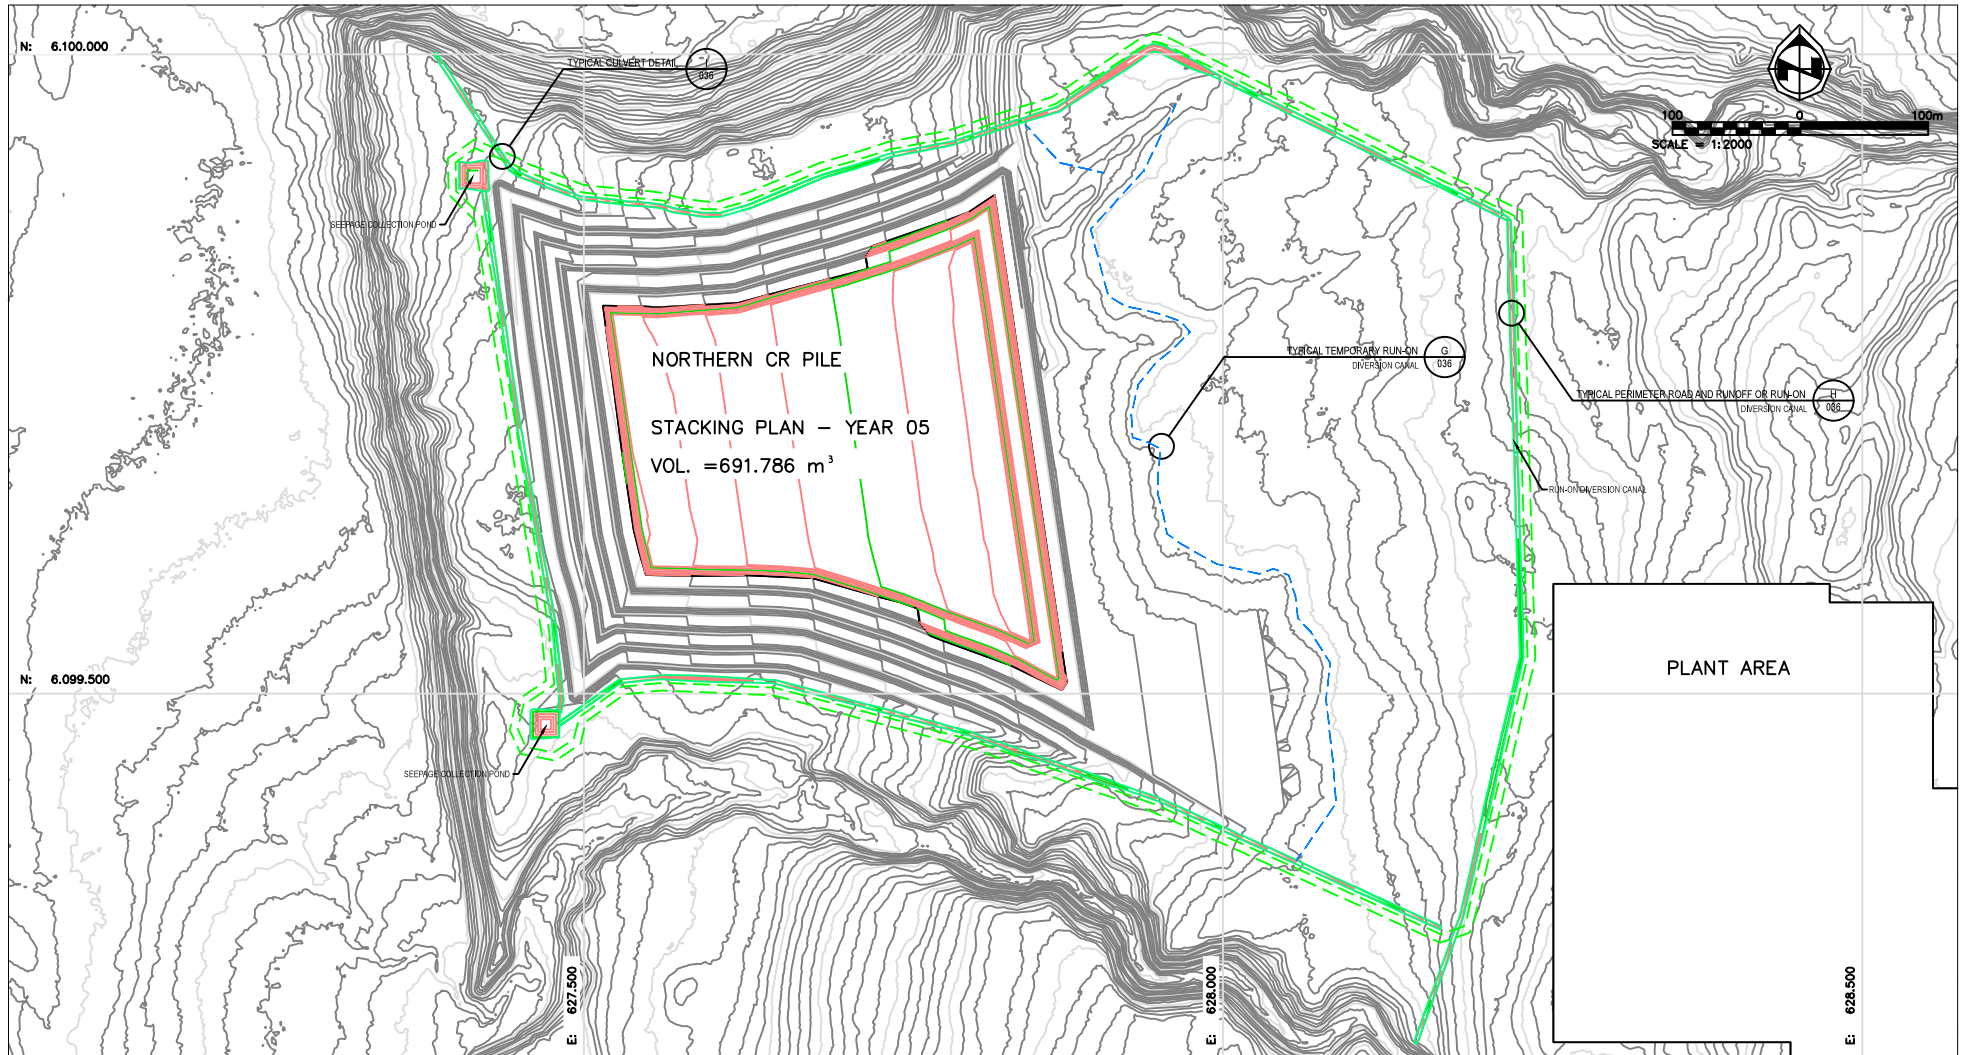 N: 6.100.000
TYPICAL CULVERT DETAIL
036
100 0 100m
SCALE = 1:2000
SEEPAGE COLLECTION POND
NORTHERN CR PILE
STACKING PLAN – YEAR 05
VOL. =691.786 m³
TYPICAL TEMPORARY RUN-ON
DIVERSION CANAL
G
036
TYPICAL PERIMETER ROAD AND RUNOFF OR RUN-ON
DIVERSION CANAL
H
036
RUN-ON DIVERSION CANAL
N: 6.099.500
PLANT AREA
SEEPAGE COLLECTION POND
E: 627.500
E: 628.000
E: 628.500